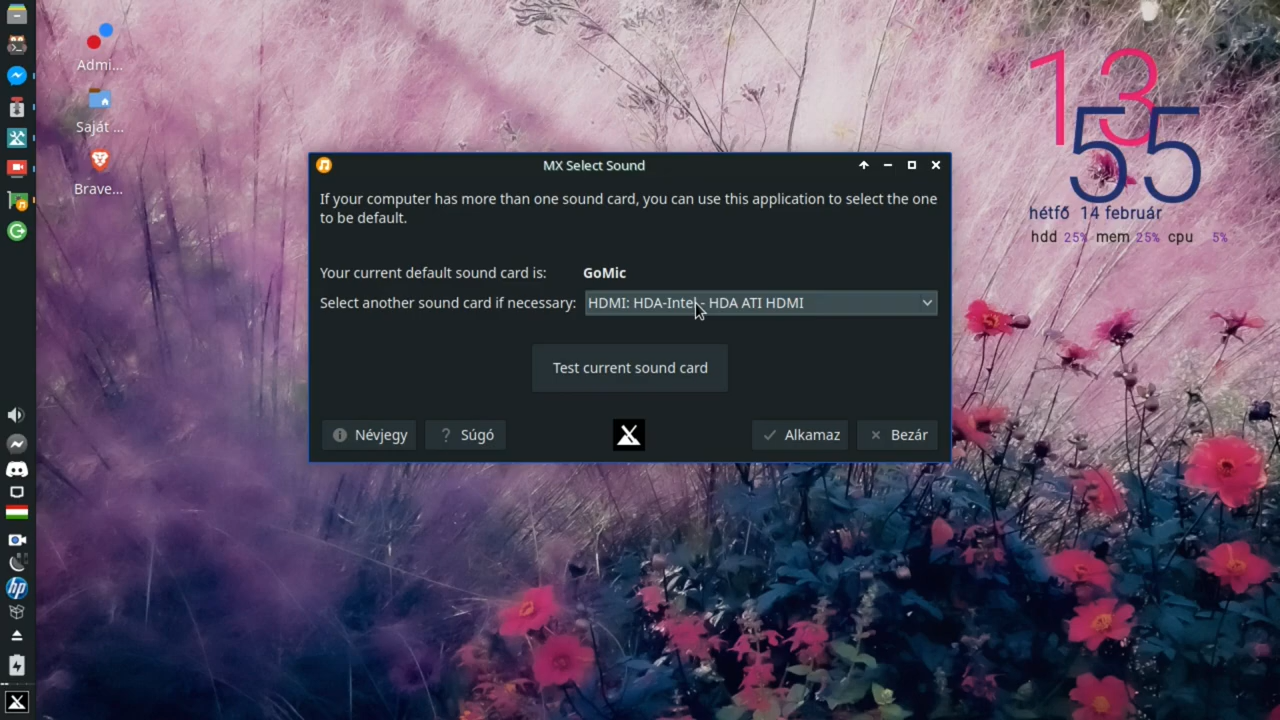 Admi...
Saját ...
Brave...
MX Select Sound
If your computer has more than one sound card, you can use this application to select the one
to be default.
Your current default sound card is: GoMic
Select another sound card if necessary: HDMI: HDA-Intel - HDA ATI HDMI
Test current sound card
Névjegy
? Súgó
Alkamaz
Bezár
13
55
hétfő 14 február
hdd 25% mem 25% cpu 5%
hp